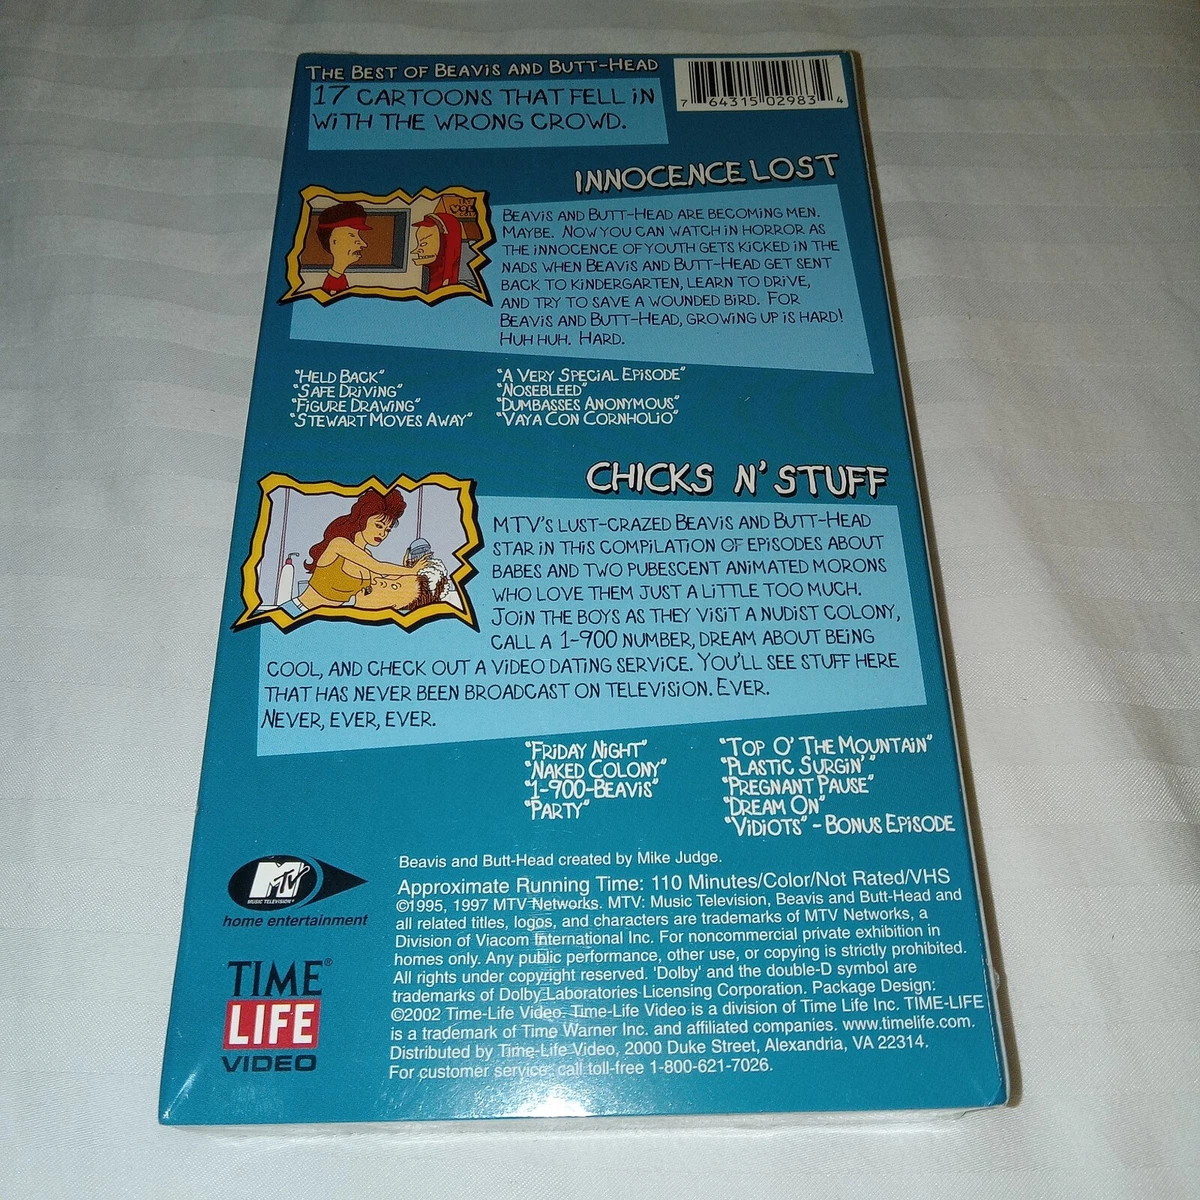 THE BEST OF BEAVIS AND BUTT-HEAD
17 CARTOONS THAT FELL IN
WITH THE WRONG CROWD.
7 64315 02983 4
INNOCENCE LOST
BEAVIS AND BUTT-HEAD ARE BECOMING MEN.
MAYBE. NOW YOU CAN WATCH IN HORROR AS
THE INNOCENCE OF YOUTH GETS KICKED IN THE
NADS WHEN BEAVIS AND BUTT-HEAD GET SENT
BACK TO KINDERGARTEN, LEARN TO DRIVE,
AND TRY TO SAVE A WOUNDED BIRD. FOR
BEAVIS AND BUTT-HEAD, GROWING UP IS HARD!
HUH HUH. HARD.
"HELD BACK"
"SAFE DRIVING"
"FIGURE DRAWING"
"STEWART MOVES AWAY"
"A VERY SPECIAL EPISODE"
"NOSEBLEED"
"DUMBASSES ANONYMOUS"
"VAYA CON CORNHOLIO"
CHICKS N' STUFF
MTV'S LUST-CRAZED BEAVIS AND BUTT-HEAD
STAR IN THIS COMPILATION OF EPISODES ABOUT
BABES AND TWO PUBESCENT ANIMATED MORONS
WHO LOVE THEM JUST A LITTLE TOO MUCH.
JOIN THE BOYS AS THEY VISIT A NUDIST COLONY,
CALL A 1-900 NUMBER, DREAM ABOUT BEING
COOL, AND CHECK OUT A VIDEO DATING SERVICE. YOU'LL SEE STUFF HERE
THAT HAS NEVER BEEN BROADCAST ON TELEVISION. EVER.
NEVER, EVER, EVER.
"FRIDAY NIGHT"
"NAKED COLONY"
"1-900-BEAVIS"
"PARTY"
"TOP O' THE MOUNTAIN"
"PLASTIC SURGIN'"
"PREGNANT PAUSE"
"DREAM ON"
"VIDIOTS" - BONUS EPISODE
MTV
MUSIC TELEVISION
home entertainment
TIME®
LIFE
VIDEO
Beavis and Butt-Head created by Mike Judge.
Approximate Running Time: 110 Minutes/Color/Not Rated/VHS
©1995, 1997 MTV Networks. MTV: Music Television, Beavis and Butt-Head and
all related titles, logos, and characters are trademarks of MTV Networks, a
Division of Viacom International Inc. For noncommercial private exhibition in
homes only. Any public performance, other use, or copying is strictly prohibited.
All rights under copyright reserved. 'Dolby' and the double-D symbol are
trademarks of Dolby Laboratories Licensing Corporation. Package Design:
©2002 Time-Life Video. Time-Life Video is a division of Time Life Inc. TIME-LIFE
is a trademark of Time Warner Inc. and affiliated companies. www.timelife.com.
Distributed by Time-Life Video, 2000 Duke Street, Alexandria, VA 22314.
For customer service, call toll-free 1-800-621-7026.